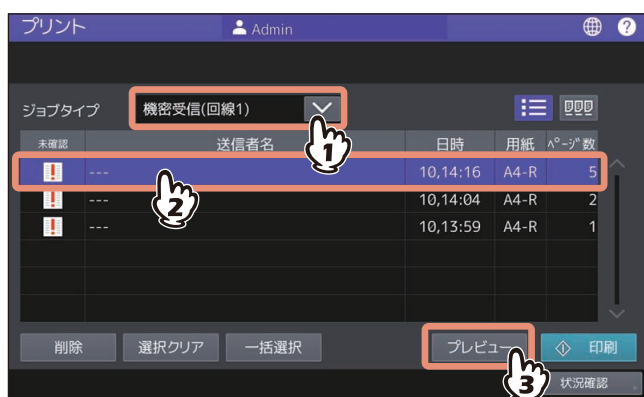 プリント Admin ?
ジョブタイプ 機密受信(回線1)
未確認 送信者名 日時 用紙 ページ数
--- 10,14:16 A4-R 5
--- 10,14:04 A4-R 2
--- 10,13:59 A4-R 1
削除 選択クリア 一括選択 プレビュー 印刷
状況確認
1
2
3